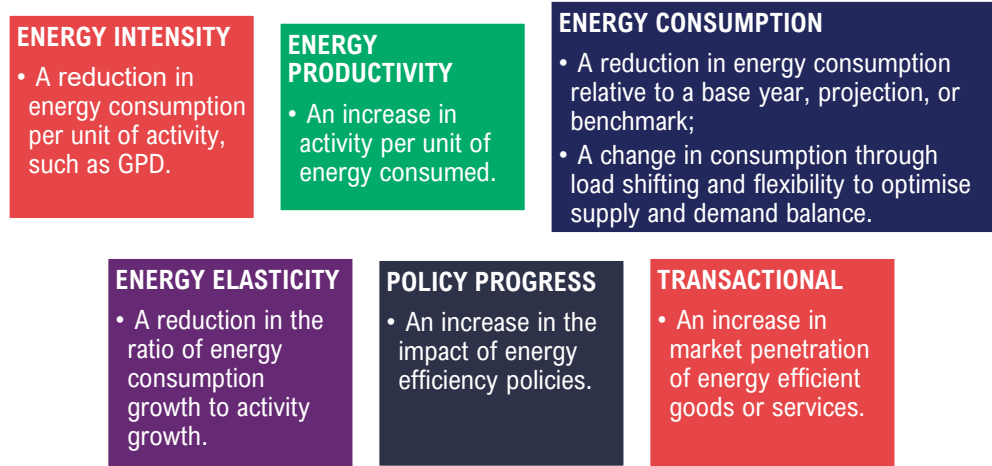 ENERGY INTENSITY
• A reduction in
energy consumption
per unit of activity,
such as GPD.
ENERGY
PRODUCTIVITY
• An increase in
activity per unit of
energy consumed.
ENERGY CONSUMPTION
• A reduction in energy consumption
relative to a base year, projection, or
benchmark;
• A change in consumption through
load shifting and flexibility to optimise
supply and demand balance.
ENERGY ELASTICITY
• A reduction in the
ratio of energy
consumption
growth to activity
growth.
POLICY PROGRESS
• An increase in the
impact of energy
efficiency policies.
TRANSACTIONAL
• An increase in
market penetration
of energy efficient
goods or services.